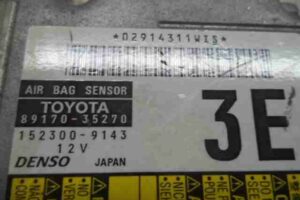 *D2914311WIS*
AIR BAG SENSOR
TOYOTA
89170-35270
152300-9143
12V
DENSO JAPAN
3E